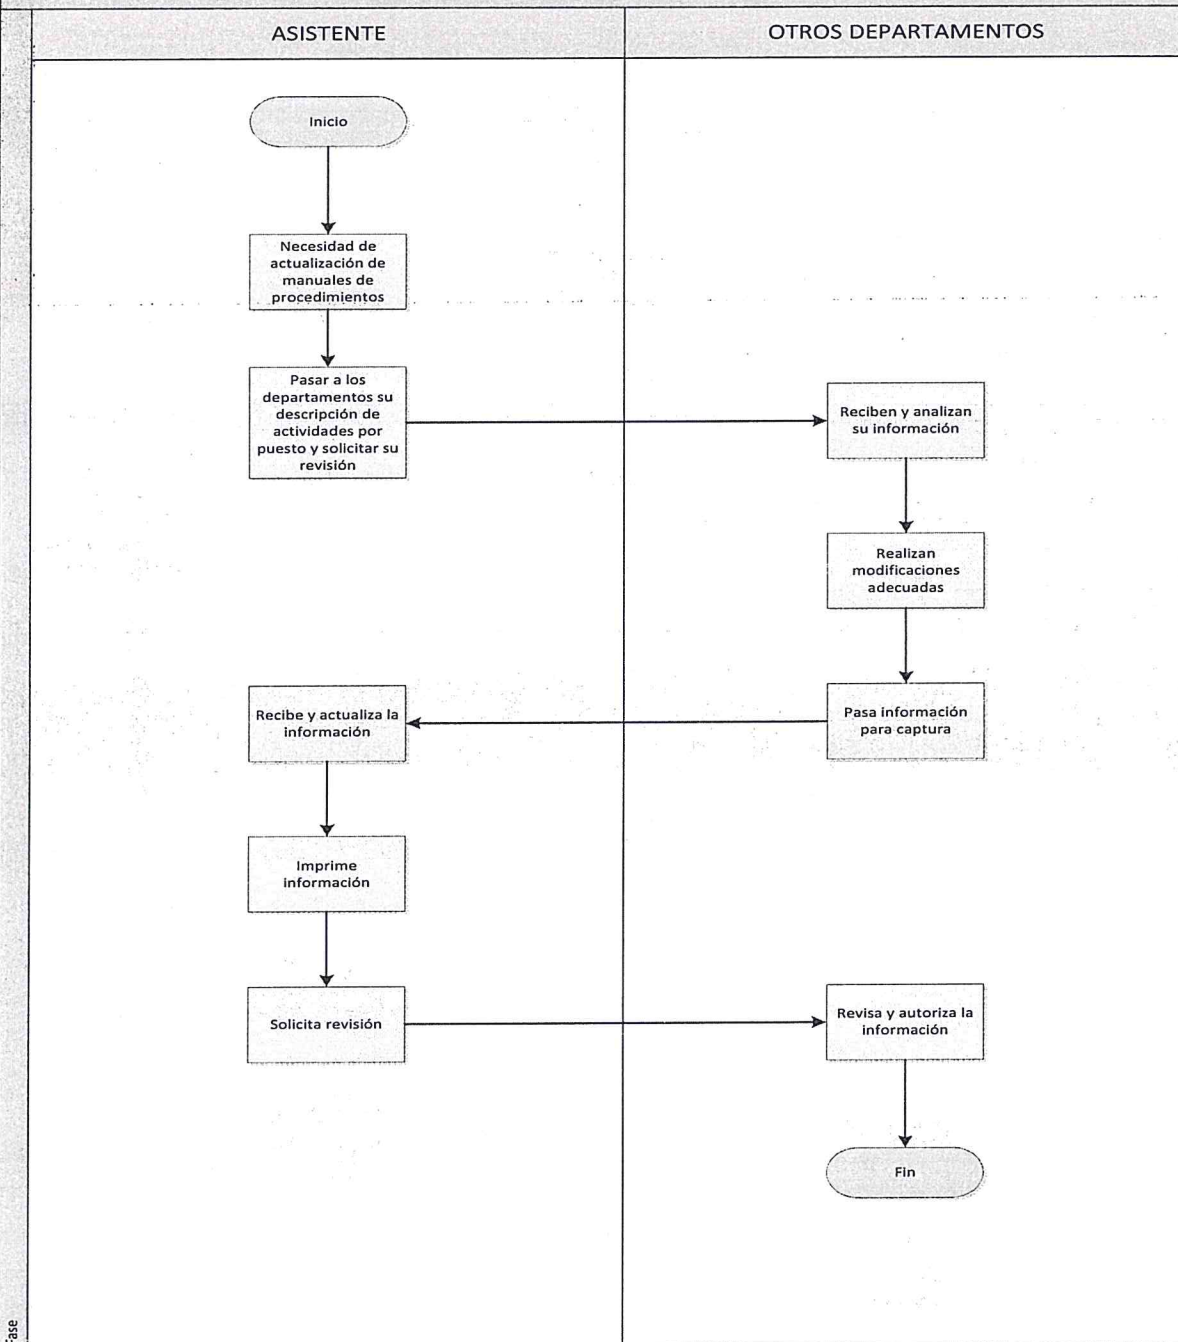 ASISTENTE
OTROS DEPARTAMENTOS
Inicio
Necesidad de
actualización de
manuales de
procedimientos
Pasar a los
departamentos su
descripción de
actividades por
puesto y solicitar su
revisión
Reciben y analizan
su información
Realizan
modificaciones
adecuadas
Pasa información
para captura
Recibe y actualiza la
información
Imprime
información
Solicita revisión
Revisa y autoriza la
información
Fin
Fase